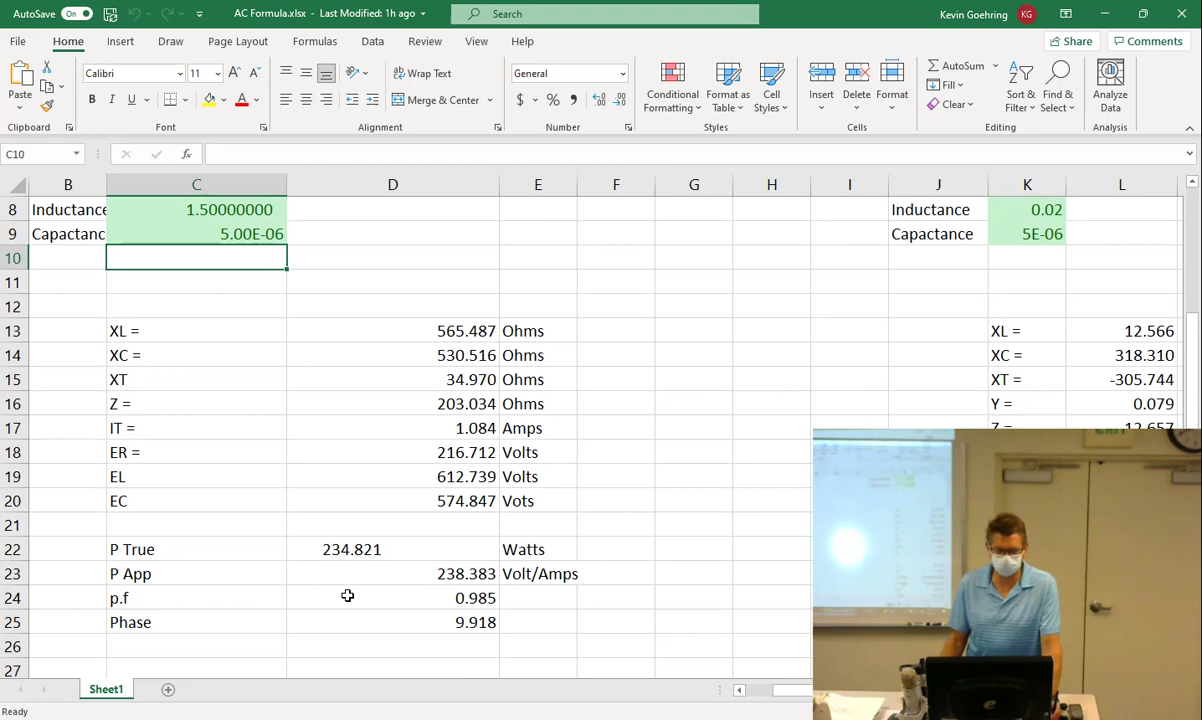 AutoSave On AC Formula.xlsx - Last Modified: 1h ago Search Kevin Goehring KG
File Home Insert Draw Page Layout Formulas Data Review View Help Share Comments
Paste Calibri 11 A A Wrap Text General Conditional Formatting Format as Table Cell Styles Insert Delete Format AutoSum Fill Clear Sort & Filter Find & Select Analyze Data
B I U A Merge & Center $ %
Clipboard Font Alignment Number Styles Cells Editing Analysis
C10 fx
B C D E F G H I J K L
8 Inductance 1.50000000 Inductance 0.02
9 Capactanc 5.00E-06 Capactance 5E-06
10
11
12
13 XL = 565.487 Ohms XL = 12.566
14 XC = 530.516 Ohms XC = 318.310
15 XT 34.970 Ohms XT = -305.744
16 Z = 203.034 Ohms Y = 0.079
17 IT = 1.084 Amps Z = 12.657
18 ER = 216.712 Volts
19 EL 612.739 Volts
20 EC 574.847 Vots
21
22 P True 234.821 Watts
23 P App 238.383 Volt/Amps
24 p.f 0.985
25 Phase 9.918
26
27
Sheet1
Ready